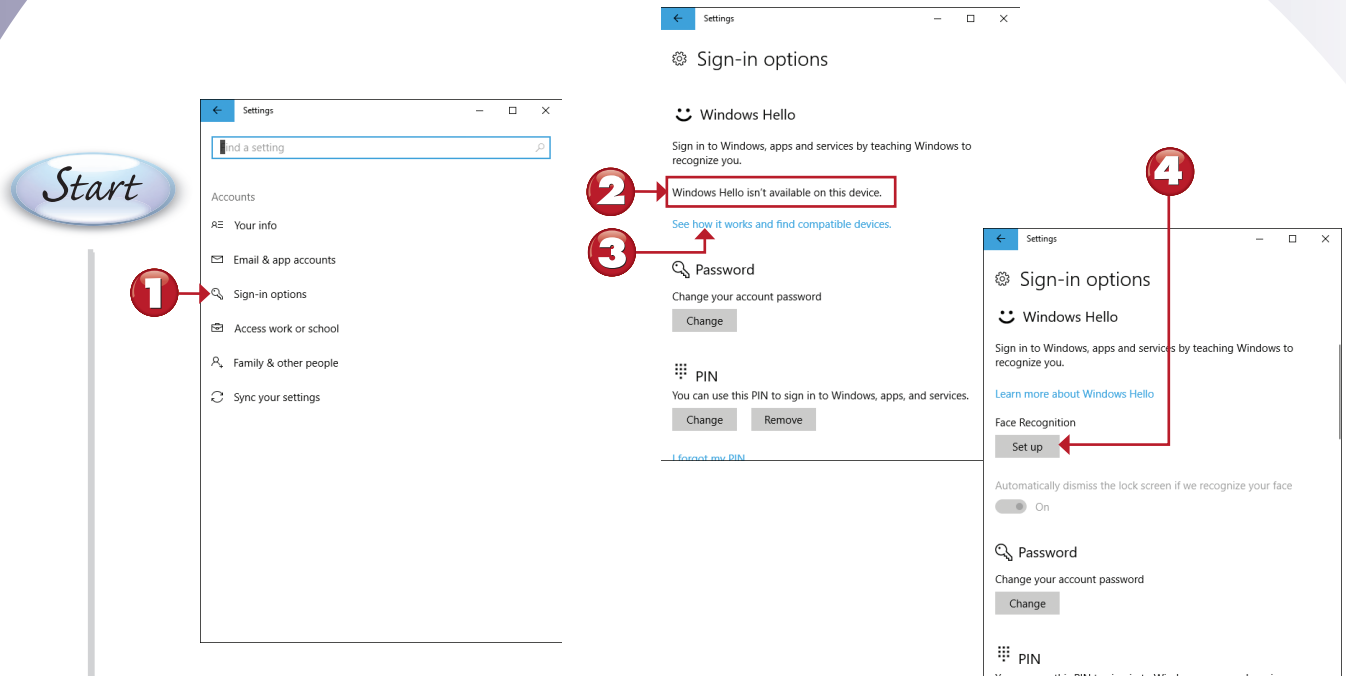 Start
Settings
Find a setting
Accounts
Your info
Email & app accounts
1
Sign-in options
Access work or school
Family & other people
Sync your settings
Settings
Sign-in options
Windows Hello
Sign in to Windows, apps and services by teaching Windows to
recognize you.
2
Windows Hello isn't available on this device.
3
See how it works and find compatible devices.
Password
Change your account password
Change
PIN
You can use this PIN to sign in to Windows, apps, and services.
Change Remove
I forgot my PIN
4
Settings
Sign-in options
Windows Hello
Sign in to Windows, apps and services by teaching Windows to
recognize you.
Learn more about Windows Hello
Face Recognition
Set up
Automatically dismiss the lock screen if we recognize your face
On
Password
Change your account password
Change
PIN